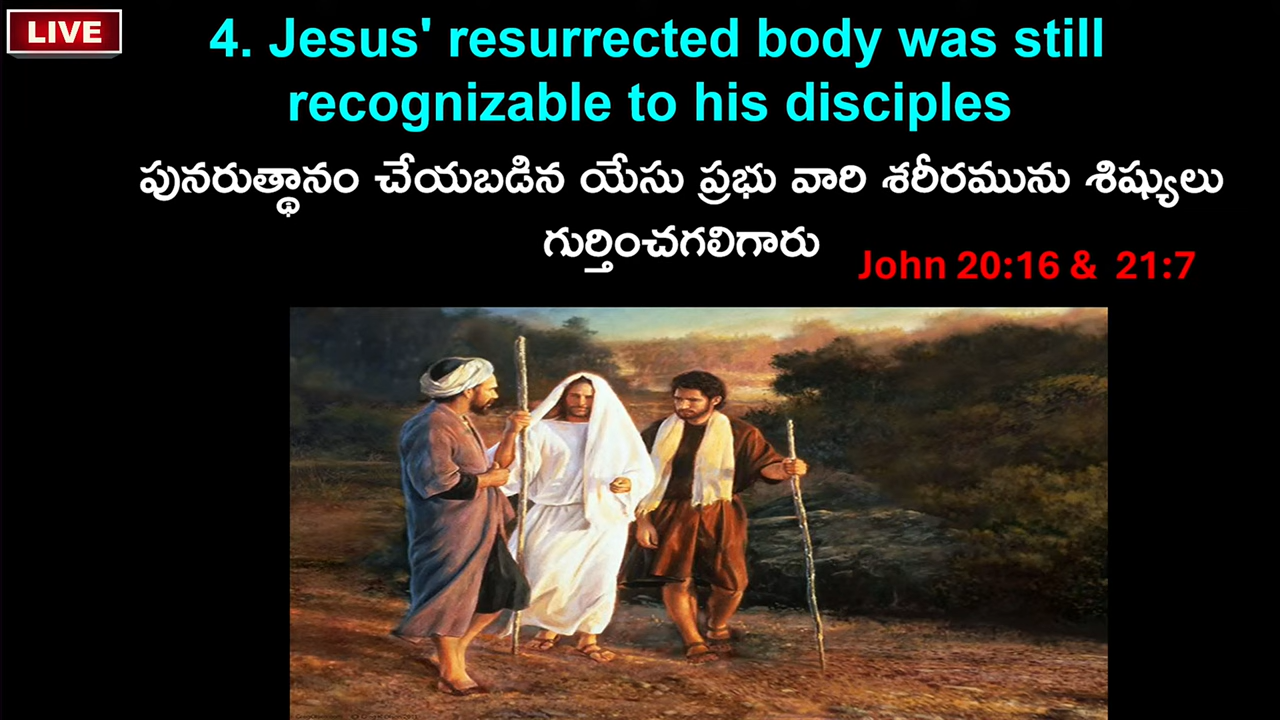 LIVE
4. Jesus' resurrected body was still
recognizable to his disciples
పునరుత్థానం చేయబడిన యేసు ప్రభు వారి శరీరమును శిష్యులు
గుర్తించగలిగారు
John 20:16 & 21:7